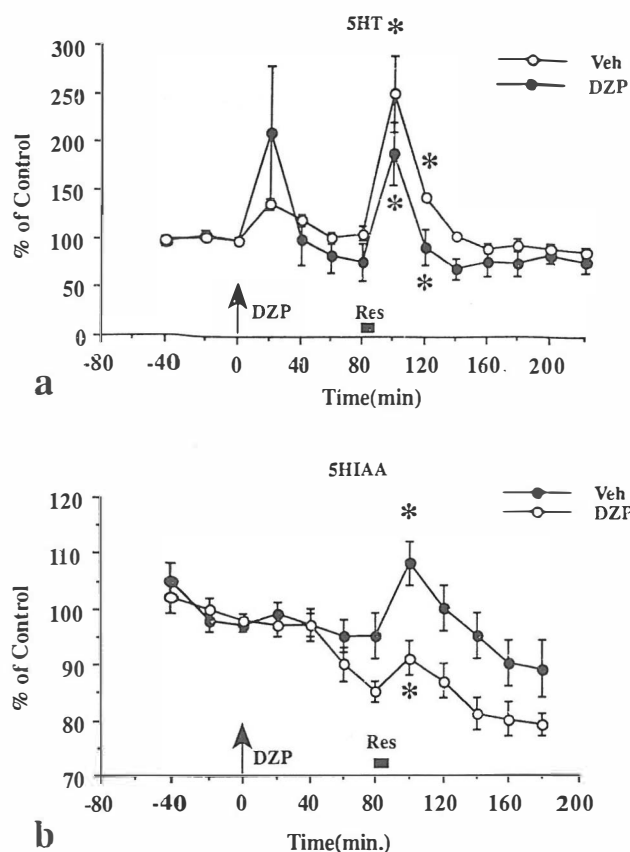 5HT *
Veh
DZP
300
250
200
150
100
50
0
% of Control
*
*
*
DZP
Res
-80 -40 0 40 80 120 160 200
Time(min)
a
5HIAA
Veh
DZP
120
110
100
90
80
70
% of Control
*
*
DZP
Res
-80 -40 0 40 80 120 160 200
Time(min.)
b